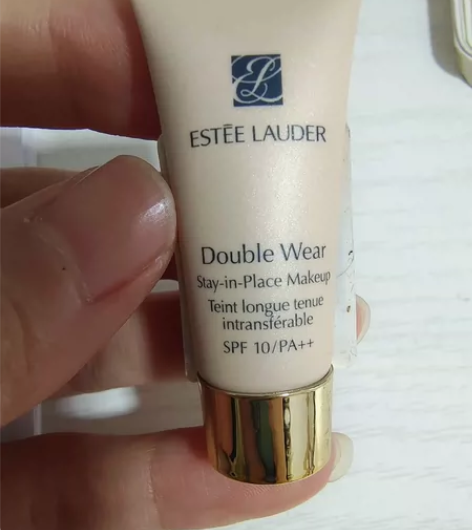 ESTĒE LAUDER
Double Wear
Stay-in-Place Makeup
Teint longue tenue
intransférable
SPF 10/PA++